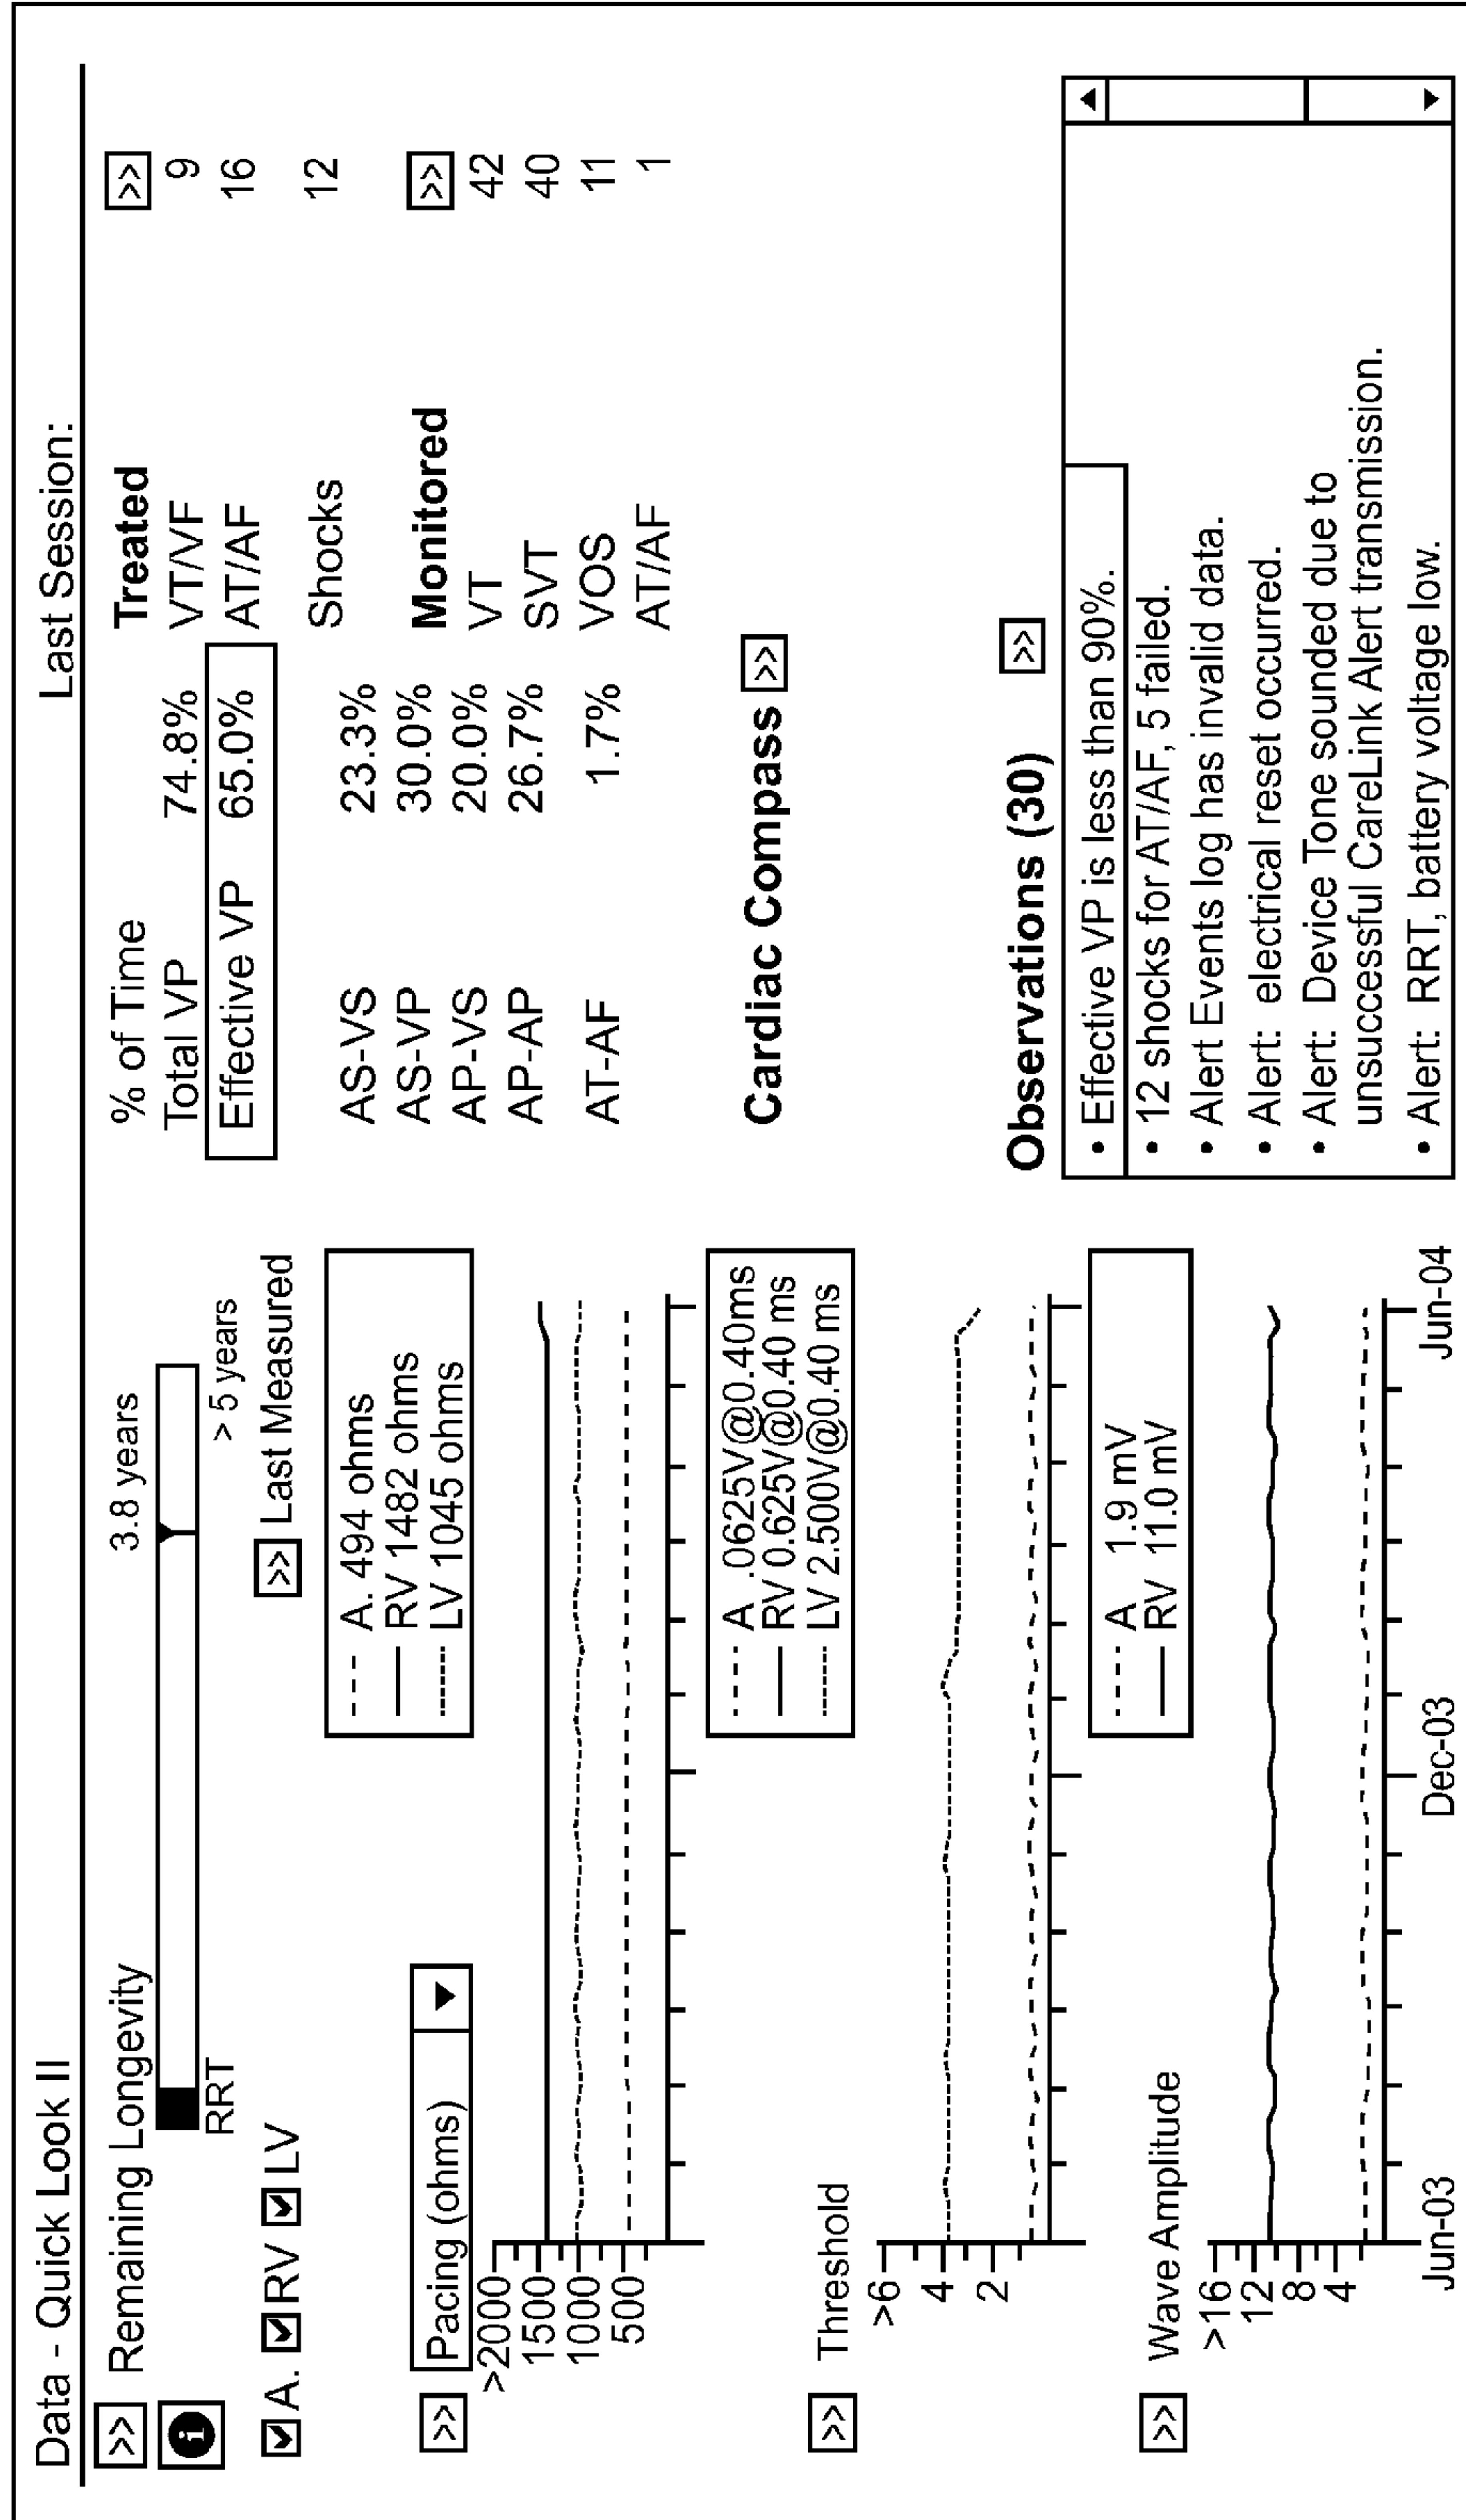 Data - Quick Look II
Last Session:
>> Remaining Longevity
3.8 years
i
RRT
> 5 years
A. RV LV
>> Last Measured
>> Pacing (ohms)
A. 494 ohms
RV 1482 ohms
LV 1045 ohms
>2000
1500
1000
500
>> Threshold
A .0625V@0.40ms
RV 0.625V@0.40 ms
LV 2.500V@0.40 ms
>6
4
2
>> Wave Amplitude
A 1.9 mV
RV 11.0 mV
>16
12
8
4
Jun-03 Dec-03 Jun-04
% of Time
Total VP 74.8%
Effective VP 65.0%
AS-VS 23.3%
AS-VP 30.0%
AP-VS 20.0%
AP-AP 26.7%
AT-AF 1.7%
Treated >>
VT/VF 9
AT/AF 16
Shocks 12
Monitored >>
VT 42
SVT 40
VOS 11
AT/AF 1
Cardiac Compass >>
Observations (30) >>
• Effective VP is less than 90%.
• 12 shocks for AT/AF, 5 failed.
• Alert Events log has invalid data.
• Alert: electrical reset occurred.
• Alert: Device Tone sounded due to
unsuccessful CareLink Alert transmission.
• Alert: RRT, battery voltage low.